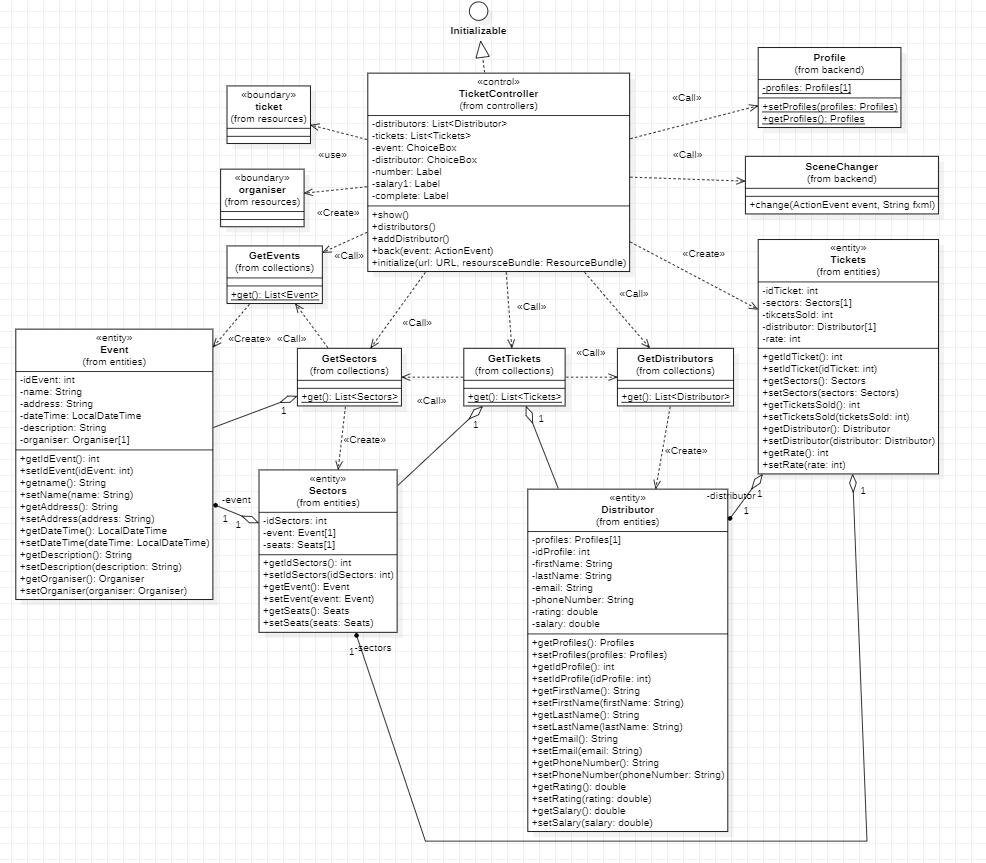 Initializable
«control»
TicketController
(from controllers)
-distributors: List<Distributor>
-tickets: List<Tickets>
-event: ChoiceBox
-distributor: ChoiceBox
-number: Label
-salary1: Label
-complete: Label
+show()
+distributors()
+addDistributor()
+back(event: ActionEvent)
+initialize(url: URL, resoursceBundle: ResourceBundle)
«boundary»
ticket
(from resources)
«use»
«boundary»
organiser
(from resources)
«Create»
«Call»
GetEvents
(from collections)
+get(): List<Event>
«Call»
Profile
(from backend)
-profiles: Profiles[1]
+setProfiles(profiles: Profiles)
+getProfiles(): Profiles
«Call»
SceneChanger
(from backend)
+change(ActionEvent event, String fxml)
«Create»
«entity»
Tickets
(from entities)
-idTicket: int
-sectors: Sectors[1]
-tikcetsSold: int
-distributor: Distributor[1]
-rate: int
+getIdTicket(): int
+setIdTicket(idTicket: int)
+getSectors(): Sectors
+setSectors(sectors: Sectors)
+getTicketsSold(): int
+setTicketsSold(ticketsSold: int)
+getDistributor(): Distributor
+setDistributor(distributor: Distributor)
+getRate(): int
+setRate(rate: int)
«Call»
«Call»
«Call»
«Create»
«Call»
«entity»
Event
(from entities)
-idEvent: int
-name: String
-address: String
-dateTime: LocalDateTime
-description: String
-organiser: Organiser[1]
+getIdEvent(): int
+setIdEvent(idEvent: int)
+getname(): String
+setName(name: String)
+getAddress(): String
+setAddress(address: String)
+getDateTime(): LocalDateTime
+setDateTime(dateTime: LocalDateTime)
+getDescription(): String
+setDescription(description: String)
+getOrganiser(): Organiser
+setOrganiser(organiser: Organiser)
GetSectors
(from collections)
+get(): List<Sectors>
1
«Call»
GetTickets
(from collections)
+get(): List<Tickets>
1
1
«Call»
GetDistributors
(from collections)
+get(): List<Distributor>
«Create»
«Create»
-event
1
1
«entity»
Sectors
(from entities)
-idSectors: int
-event: Event[1]
-seats: Seats[1]
+getIdSectors(): int
+setIdSectors(idSectors: int)
+getEvent(): Event
+setEvent(event: Event)
+getSeats(): Seats
+setSeats(seats: Seats)
1
-sectors
-distributor
1
1
1
«entity»
Distributor
(from entities)
-profiles: Profiles[1]
-idProfile: int
-firstName: String
-lastName: String
-email: String
-phoneNumber: String
-rating: double
-salary: double
+getProfiles(): Profiles
+setProfiles(profiles: Profiles)
+getIdProfile(): int
+setIdProfile(idProfile: int)
+getFirstName(): String
+setFirstName(firstName: String)
+getLastName(): String
+setLastName(lastName: String)
+getEmail(): String
+setEmail(email: String)
+getPhoneNumber(): String
+setPhoneNumber(phoneNumber: String)
+getRating(): double
+setRating(rating: double)
+getSalary(): double
+setSalary(salary: double)